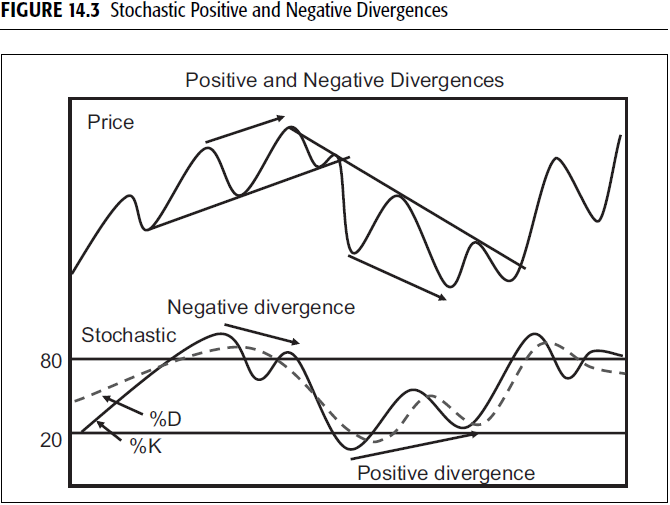 FIGURE 14.3 Stochastic Positive and Negative Divergences
Positive and Negative Divergences
Price
Negative divergence
Stochastic
80
%D
20
%K
Positive divergence